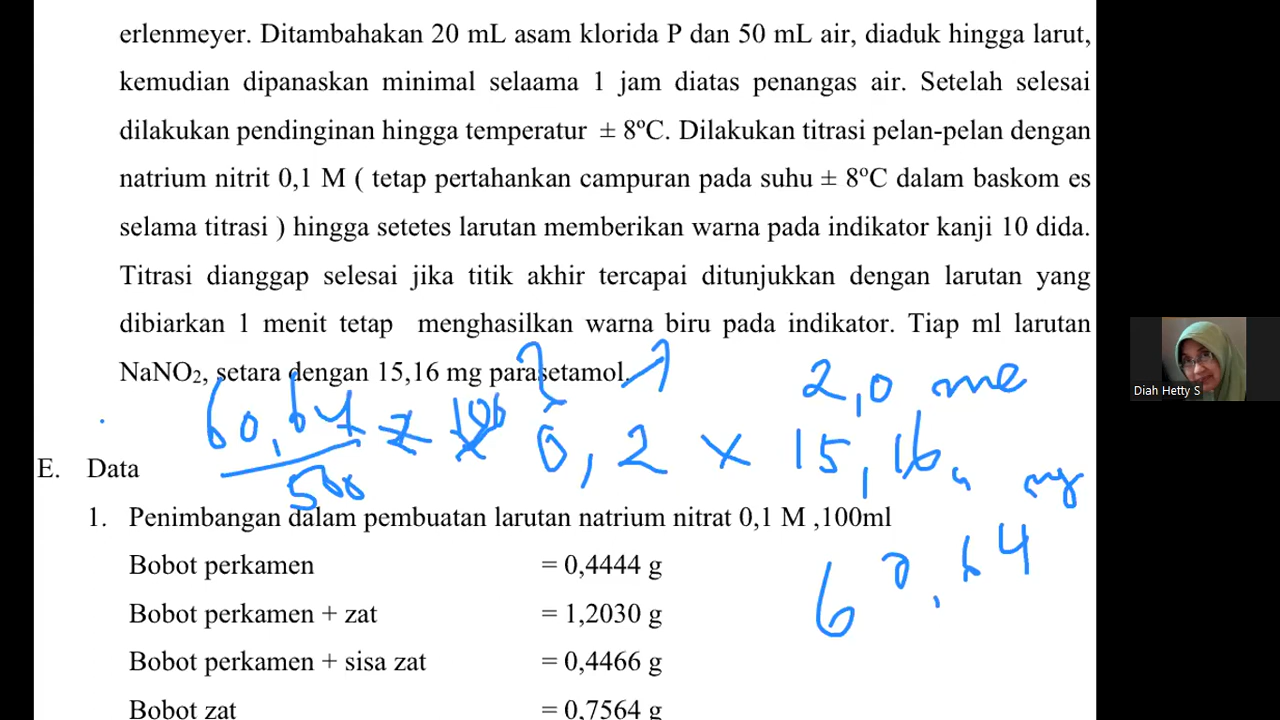 erlenmeyer. Ditambahakan 20 mL asam klorida P dan 50 mL air, diaduk hingga larut,
kemudian dipanaskan minimal selaama 1 jam diatas penangas air. Setelah selesai
dilakukan pendinginan hingga temperatur ± 8ºC. Dilakukan titrasi pelan-pelan dengan
natrium nitrit 0,1 M ( tetap pertahankan campuran pada suhu ± 8ºC dalam baskom es
selama titrasi ) hingga setetes larutan memberikan warna pada indikator kanji 10 dida.
Titrasi dianggap selesai jika titik akhir tercapai ditunjukkan dengan larutan yang
dibiarkan 1 menit tetap menghasilkan warna biru pada indikator. Tiap ml larutan
NaNO₂, setara dengan 15,16 mg parasetamol.
2,0 me
60,64
500
0,2 x 15,16 mg
60,64
E. Data
1. Penimbangan dalam pembuatan larutan natrium nitrat 0,1 M ,100ml
Bobot perkamen = 0,4444 g
Bobot perkamen + zat = 1,2030 g
Bobot perkamen + sisa zat = 0,4466 g
Bobot zat = 0,7564 g
Diah Hetty S